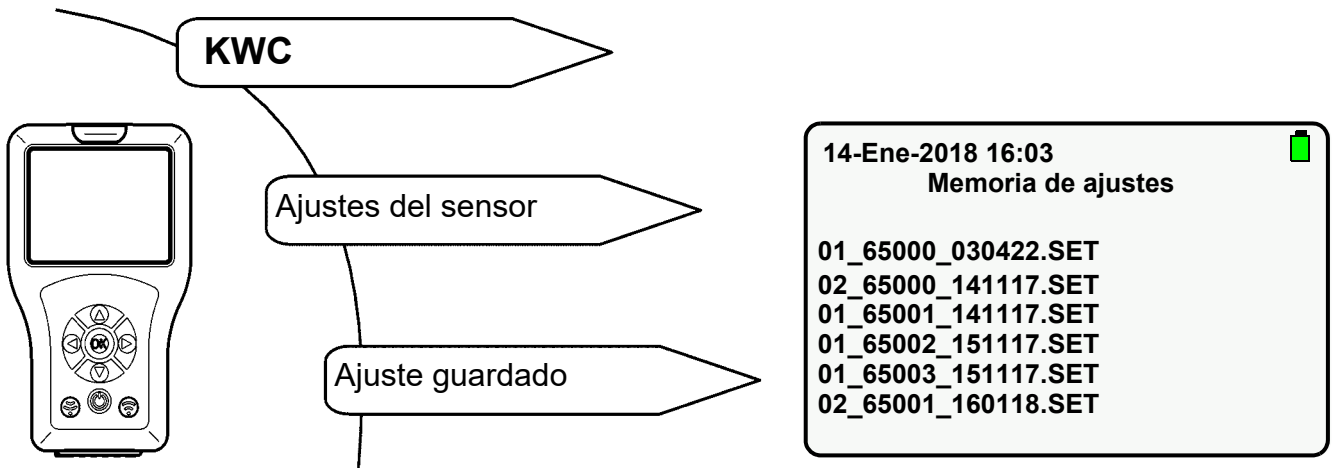 KWC
Ajustes del sensor
Ajuste guardado
OK
14-Ene-2018 16:03
Memoria de ajustes
01_65000_030422.SET
02_65000_141117.SET
01_65001_141117.SET
01_65002_151117.SET
01_65003_151117.SET
02_65001_160118.SET